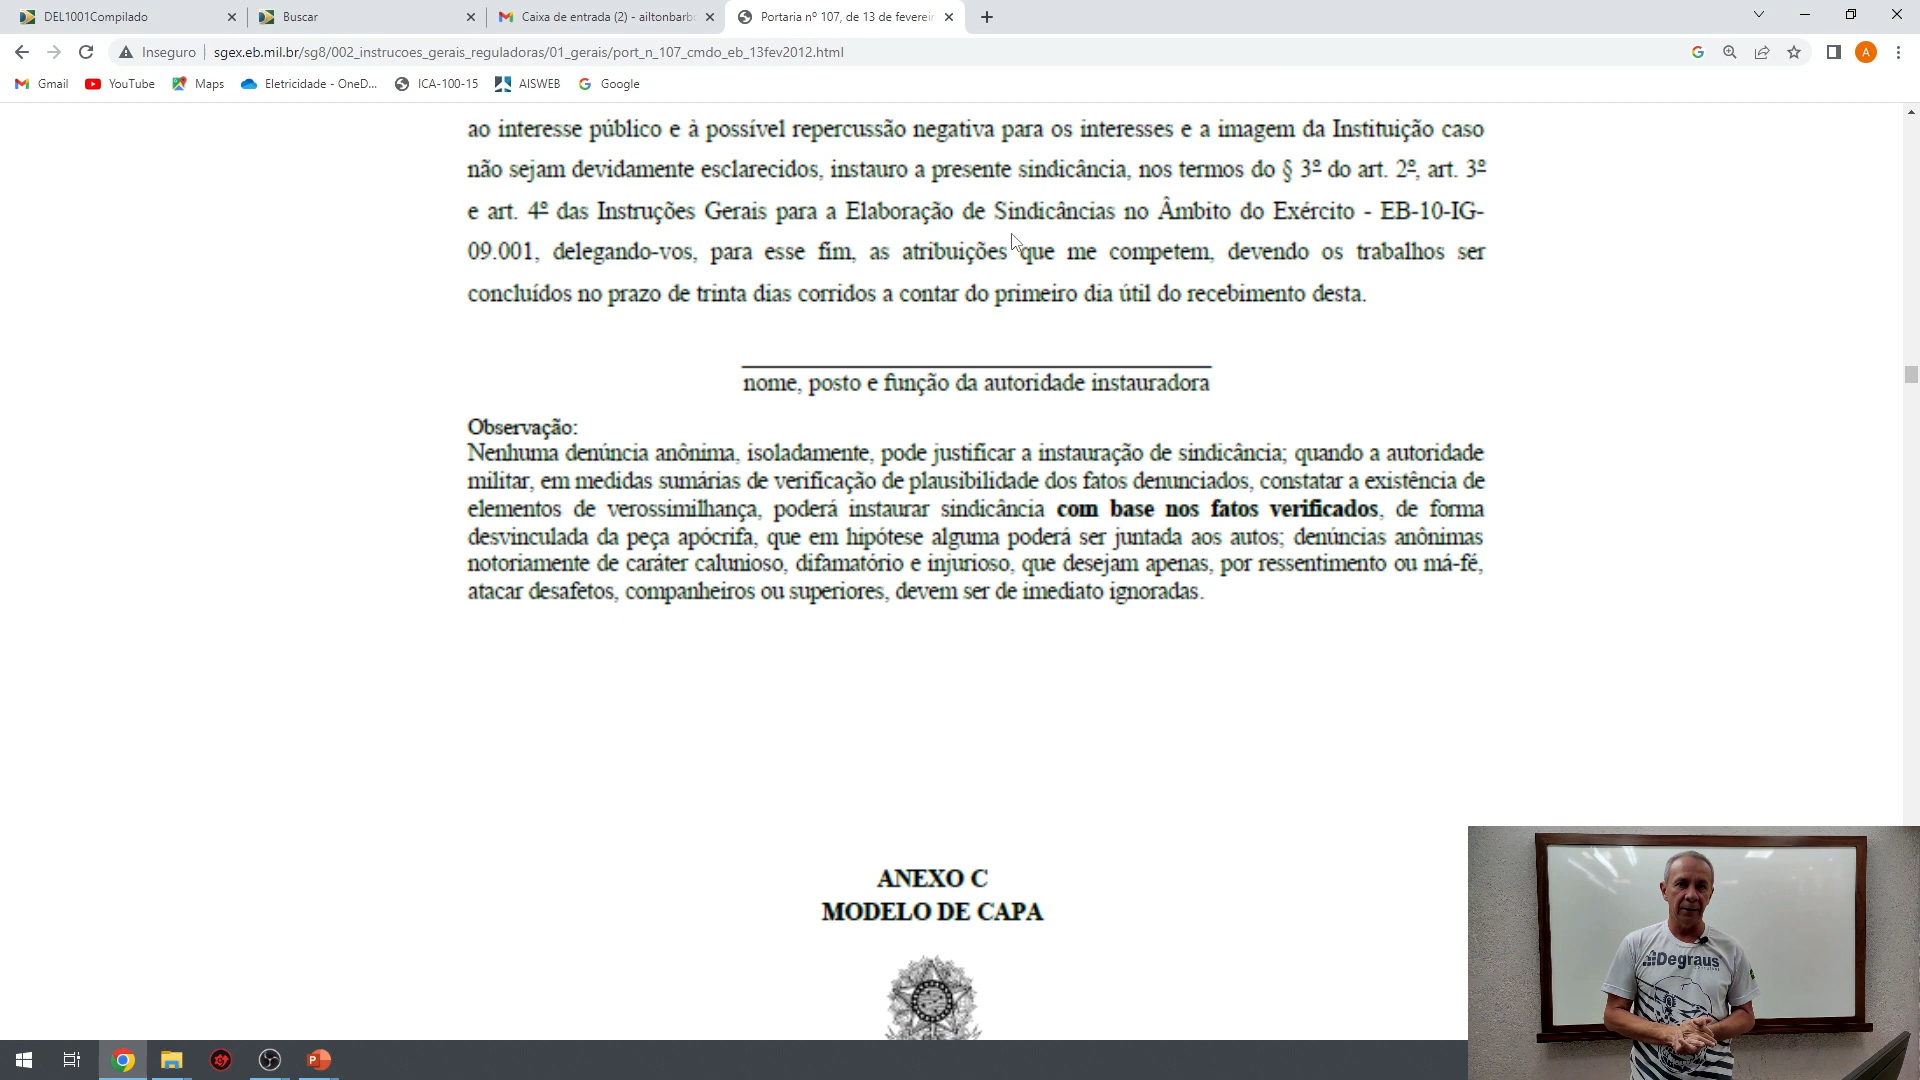 DEL1001Compilado
Buscar
Caixa de entrada (2) - ailtonbarb
Portaria nº 107, de 13 de fevereir
Inseguro
sgex.eb.mil.br/sg8/002_instrucoes_gerais_reguladoras/01_gerais/port_n_107_cmdo_eb_13fev2012.html
A
Gmail
YouTube
Maps
Eletricidade - OneD...
ICA-100-15
AISWEB
Google
ao interesse público e à possível repercussão negativa para os interesses e a imagem da Instituição caso
não sejam devidamente esclarecidos, instauro a presente sindicância, nos termos do § 3º do art. 2º, art. 3º
e art. 4º das Instruções Gerais para a Elaboração de Sindicâncias no Âmbito do Exército - EB-10-IG-
09.001, delegando-vos, para esse fim, as atribuições que me competem, devendo os trabalhos ser
concluídos no prazo de trinta dias corridos a contar do primeiro dia útil do recebimento desta.
nome, posto e função da autoridade instauradora
Observação:
Nenhuma denúncia anônima, isoladamente, pode justificar a instauração de sindicância; quando a autoridade
militar, em medidas sumárias de verificação de plausibilidade dos fatos denunciados, constatar a existência de
elementos de verossimilhança, poderá instaurar sindicância com base nos fatos verificados, de forma
desvinculada da peça apócrifa, que em hipótese alguma poderá ser juntada aos autos; denúncias anônimas
notoriamente de caráter calunioso, difamatório e injurioso, que desejam apenas, por ressentimento ou má-fé,
atacar desafetos, companheiros ou superiores, devem ser de imediato ignoradas.
ANEXO C
MODELO DE CAPA
Degraus